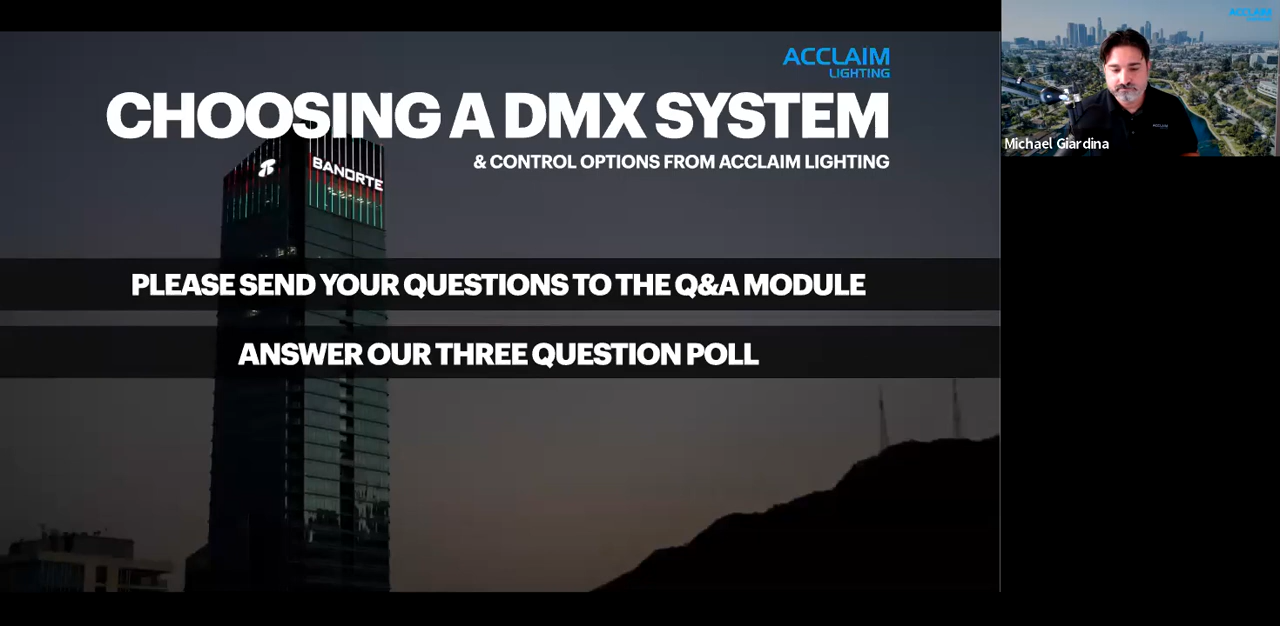 ACCLAIM
LIGHTING
CHOOSING A DMX SYSTEM
& CONTROL OPTIONS FROM ACCLAIM LIGHTING
BANORTE
PLEASE SEND YOUR QUESTIONS TO THE Q&A MODULE
ANSWER OUR THREE QUESTION POLL
ACCLAIM
Michael Giardina
ACCLAIM